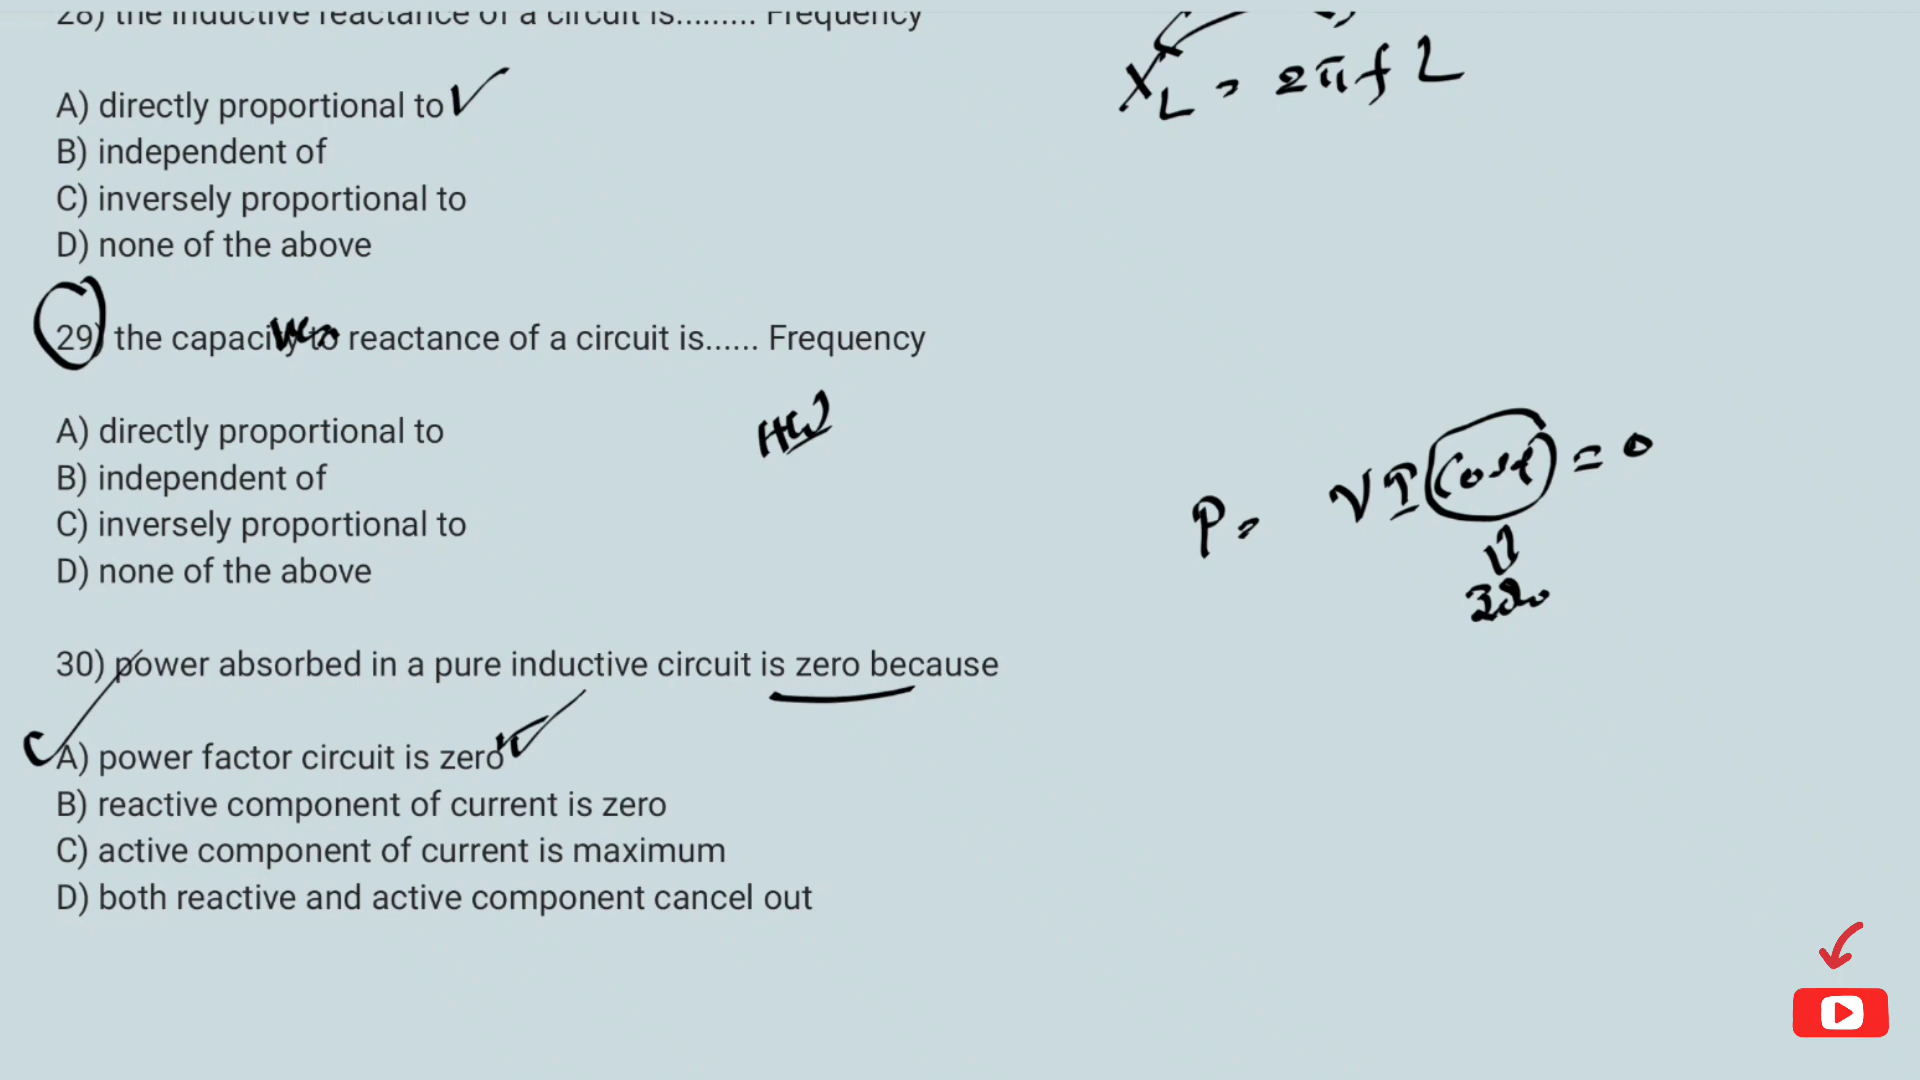 28) the inductive reactance of a circuit is......... Frequency
X_L = 2πf L
A) directly proportional to
B) independent of
C) inversely proportional to
D) none of the above
29) the capacitive reactance of a circuit is...... Frequency
A) directly proportional to
HW
B) independent of
C) inversely proportional to
D) none of the above
P = VI Cosϕ = 0
zero
30) power absorbed in a pure inductive circuit is zero because
A) power factor circuit is zero
B) reactive component of current is zero
C) active component of current is maximum
D) both reactive and active component cancel out